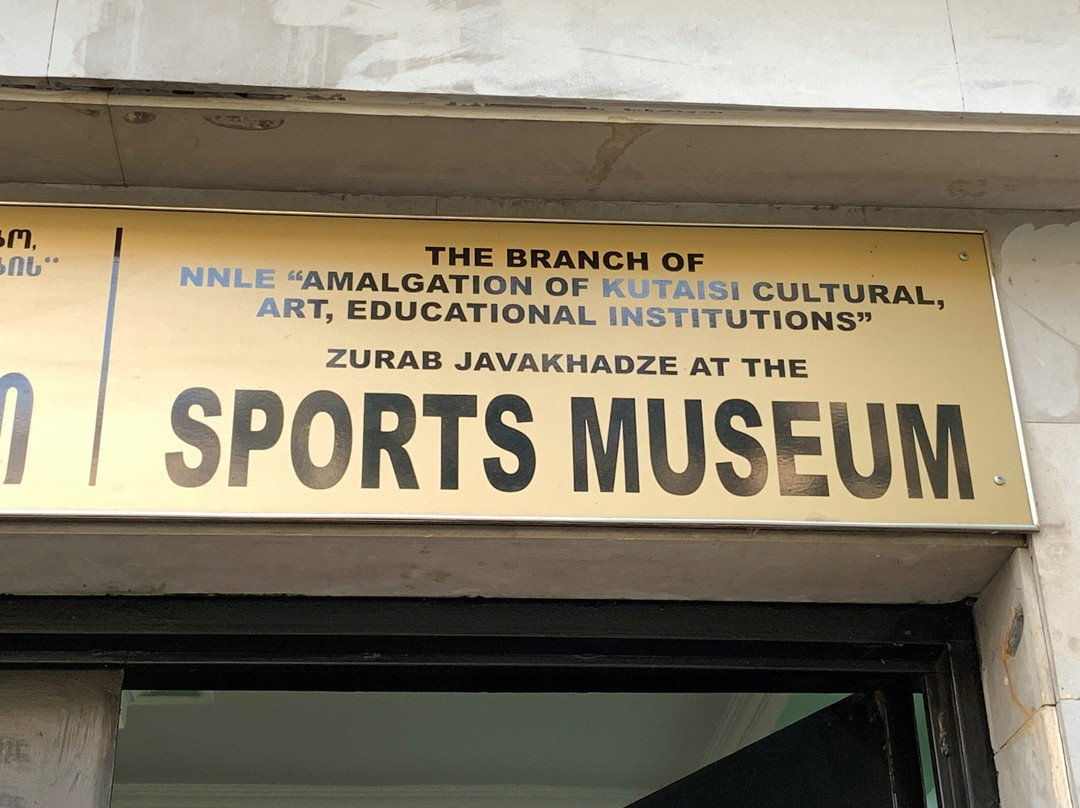 THE BRANCH OF
NNLE “AMALGATION OF KUTAISI CULTURAL,
ART, EDUCATIONAL INSTITUTIONS”
ZURAB JAVAKHADZE AT THE
SPORTS MUSEUM